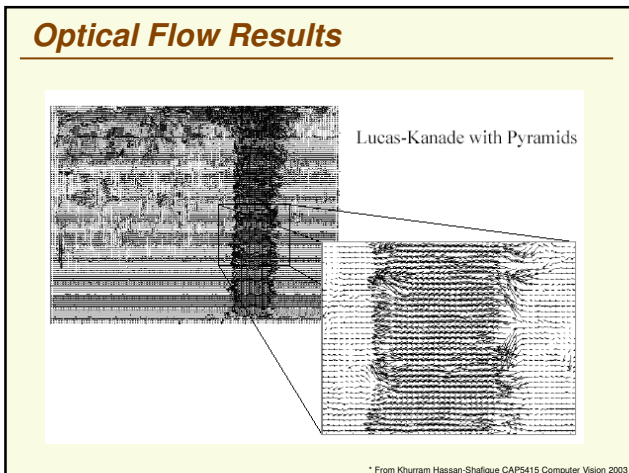 Optical Flow Results
Lucas-Kanade with Pyramids
* From Khurram Hassan-Shafique CAP5415 Computer Vision 2003